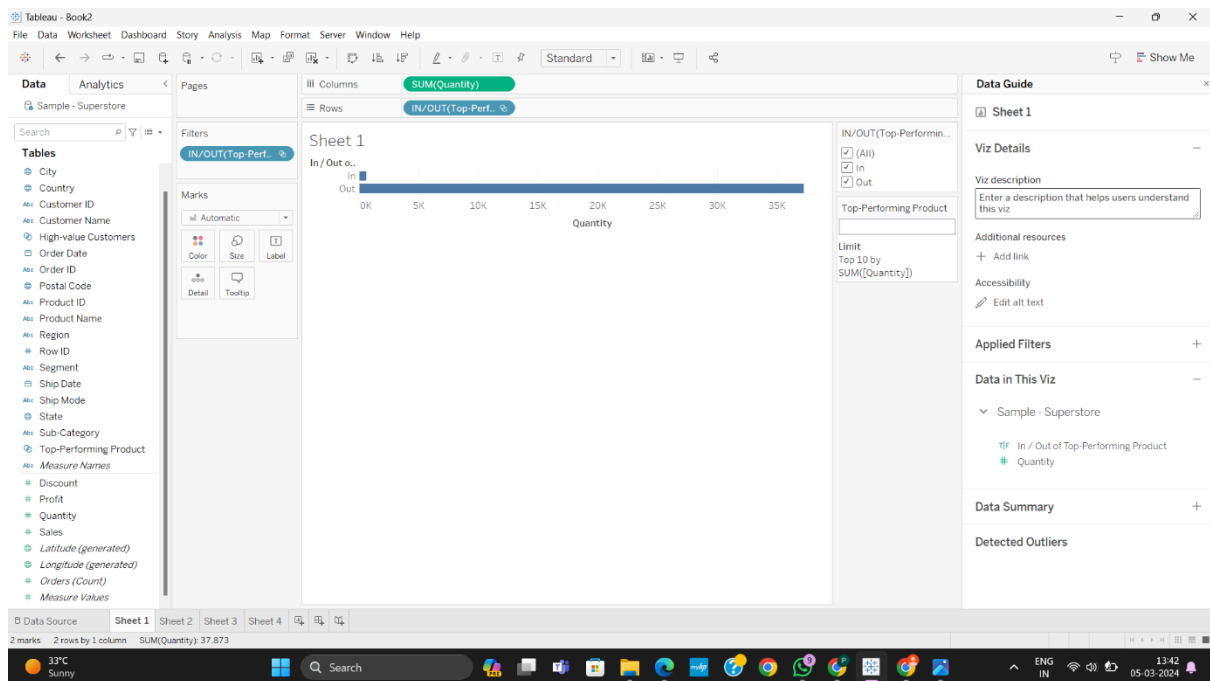 Tableau - Book2
File Data Worksheet Dashboard Story Analysis Map Format Server Window Help
Standard
Show Me
Data Analytics
Sample - Superstore
Search
Tables
City
Country
Abc Customer ID
Abc Customer Name
High-value Customers
Order Date
Abc Order ID
Postal Code
Abc Product ID
Abc Product Name
Abc Region
# Row ID
Abc Segment
Ship Date
Abc Ship Mode
State
Abc Sub-Category
Top-Performing Product
Abc Measure Names
# Discount
# Profit
# Quantity
# Sales
Latitude (generated)
Longitude (generated)
# Orders (Count)
# Measure Values
Pages
Filters
IN/OUT(Top-Perf..
Marks
Automatic
Color Size Label
Detail Tooltip
Columns SUM(Quantity)
Rows IN/OUT(Top-Perf..
Sheet 1
In / Out o..
In
Out
0K 5K 10K 15K 20K 25K 30K 35K
Quantity
IN/OUT(Top-Performin...
(All)
In
Out
Top-Performing Product
Limit
Top 10 by
SUM([Quantity])
Data Guide ×
Sheet 1
Viz Details
Viz description
Enter a description that helps users understand
this viz
Additional resources
+ Add link
Accessibility
Edit alt text
Applied Filters +
Data in This Viz
Sample - Superstore
T|F In / Out of Top-Performing Product
# Quantity
Data Summary +
Detected Outliers
Data Source Sheet 1 Sheet 2 Sheet 3 Sheet 4
2 marks 2 rows by 1 column SUM(Quantity): 37,873
33°C
Sunny
Search
ENG
IN
13:42
05-03-2024